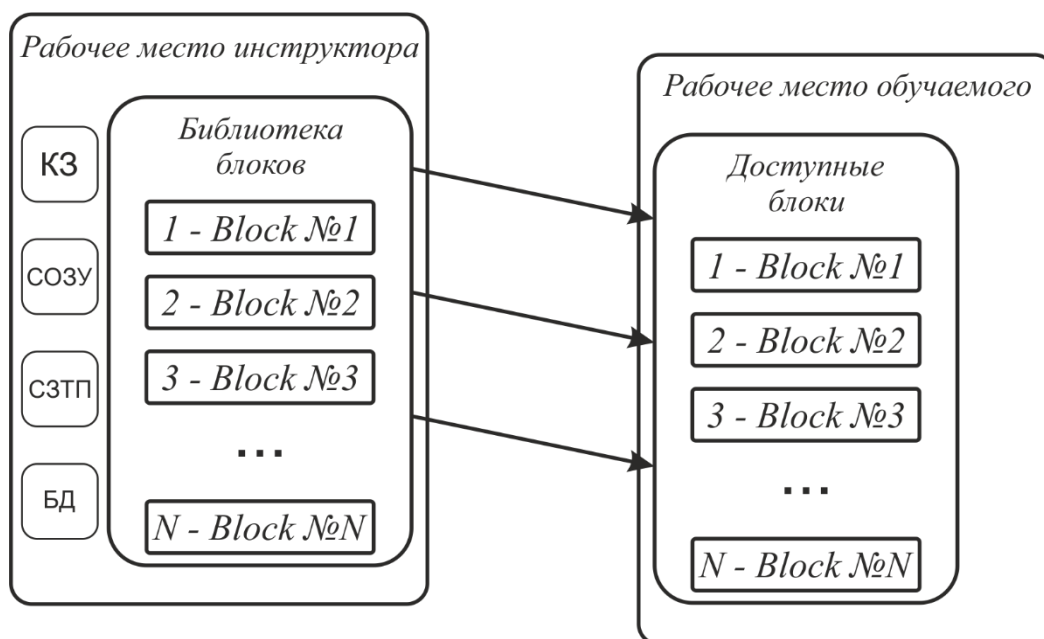 Рабочее место инструктора
КЗ
СОЗУ
СЗТП
БД
Библиотека
блоков
1 - Block №1
2 - Block №2
3 - Block №3
...
N - Block №N
Рабочее место обучаемого
Доступные
блоки
1 - Block №1
2 - Block №2
3 - Block №3
...
N - Block №N